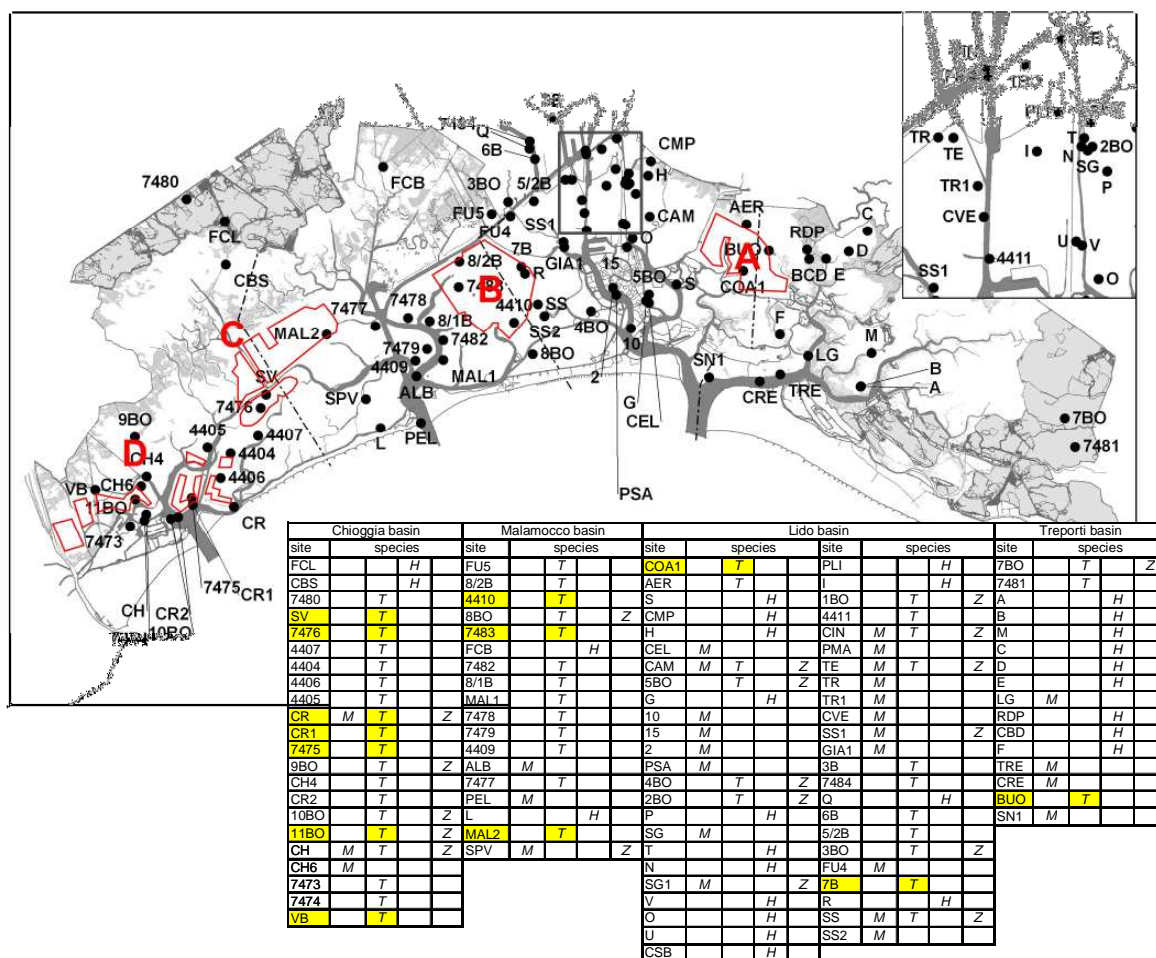 CMP
Q
6B
H
7480
FCB
3BO
5/2B
FCL
FU5
FU4
SS1
CAM
AER
C
RDP
D
BUO
A
O
GIA1
7B
R
8/2B
CBS
15
5BO
S
COA1
BCD
E
B
7477
7478
4410
SS
SS2
4BO
F
M
C
MAL2
8/1B
7482
7479
8BO
10
SN1
LG
B
SV
4409
MAL1
2
CRE
TRE
A
SPV
ALB
G
CEL
7476
9BO
4405
4407
L
PEL
7BO
D
CH4
4404
7481
VB
CH6
4406
PSA
11BO
CR
7473
7475
CR1
CH
CR2
10BO
TR
TE
I
T
N
2BO
SG
P
TR1
CVE
U
V
4411
SS1
O
Chioggia basin Malamocco basin Lido basin Treporti basin
site species site species site species site species site species
FCL H FU5 T COA1 T PLI H 7BO T Z
CBS H 8/2B T AER T I H 7481 T
7480 T 4410 T S H 1BO T Z A H
SV T 8BO T Z CMP H 4411 T B H
7476 T 7483 T H H CIN M T Z M H
4407 T FCB H CEL M PMA M C H
4404 T 7482 T CAM M T Z TE M T Z D H
4406 T 8/1B T 5BO T Z TR M E H
4405 T MAL1 T G H TR1 M LG M
CR M T Z 7478 T 10 M CVE M RDP H
CR1 T 7479 T 15 M SS1 M Z CBD H
7475 T 4409 T 2 M GIA1 M F H
9BO T Z ALB M PSA M 3B T TRE M
CH4 T 7477 T 4BO T Z 7484 T CRE M
CR2 T PEL M 2BO T Z Q H BUO T
10BO T Z L H P H 6B T SN1 M
11BO T Z MAL2 T SG M 5/2B T
CH M T Z SPV M Z T H 3BO T Z
CH6 M N H FU4 M
7473 T SG1 M Z 7B T
7474 T V H R H
VB T O H SS M T Z
U H SS2 M
CSB H